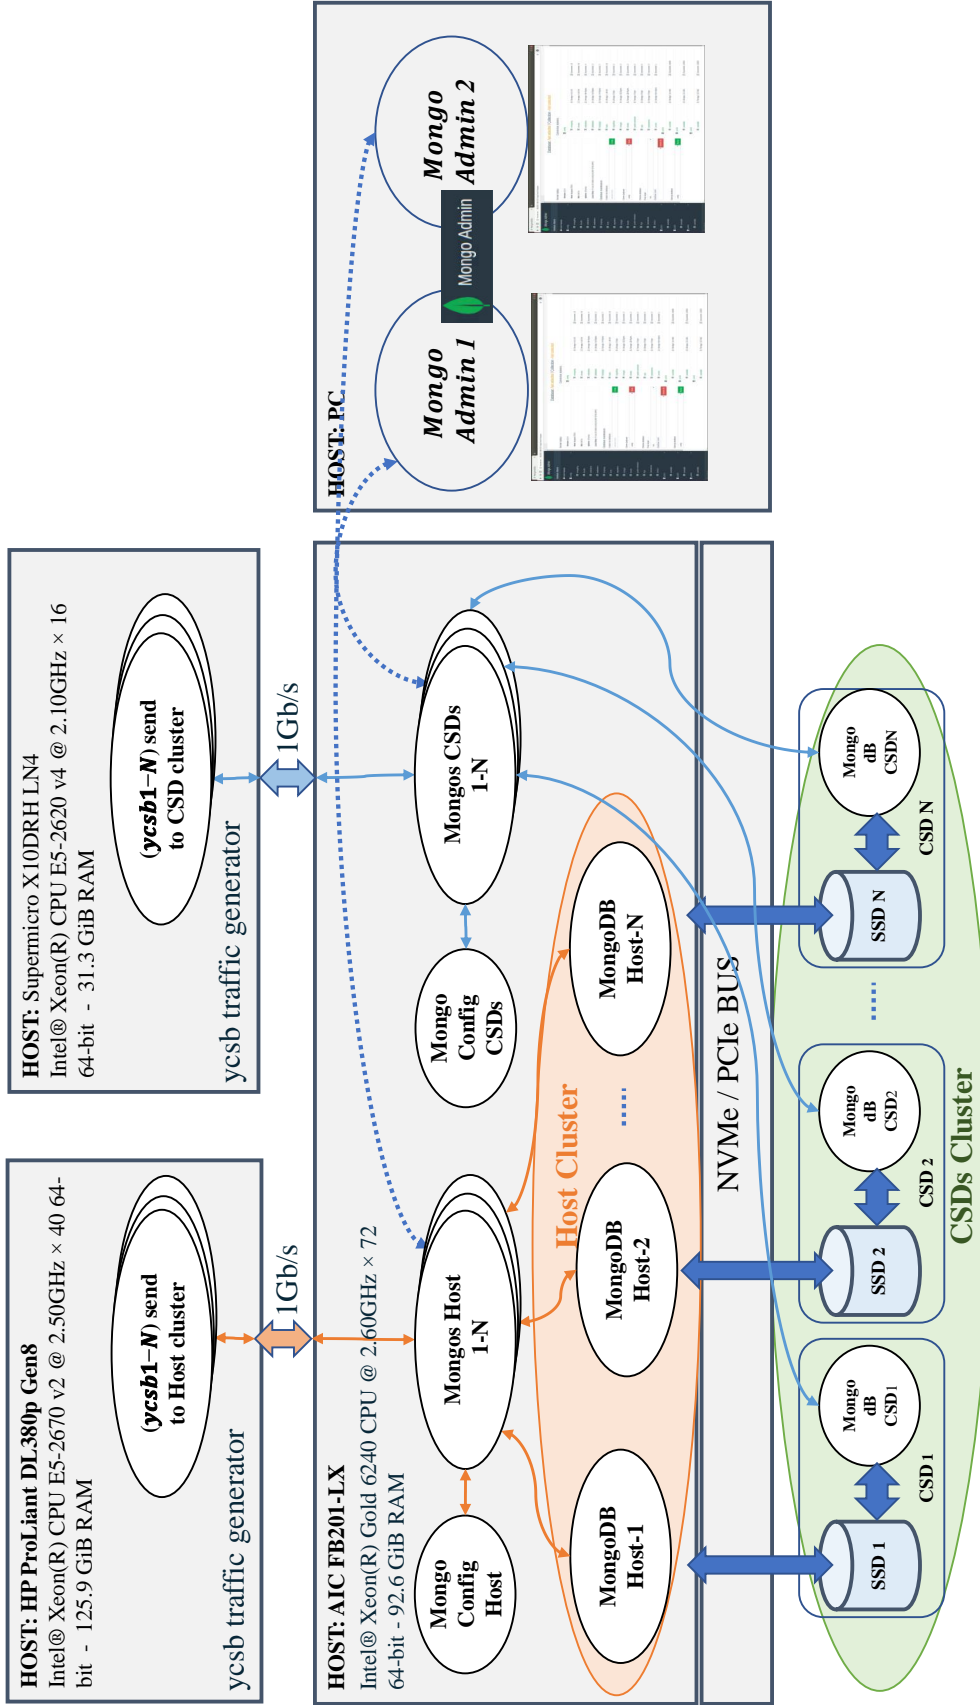 HOST: HP ProLiant DL380p Gen8
Intel® Xeon(R) CPU E5-2670 v2 @ 2.50GHz × 40 64-
bit - 125.9 GiB RAM
(ycsb1−N) send
to Host cluster
ycsb traffic generator
1Gb/s
HOST: Supermicro X10DRH LN4
Intel® Xeon(R) CPU E5-2620 v4 @ 2.10GHz × 16
64-bit - 31.3 GiB RAM
(ycsb1−N) send
to CSD cluster
ycsb traffic generator
1Gb/s
HOST: AIC FB201-LX
Intel® Xeon(R) Gold 6240 CPU @ 2.60GHz × 72
64-bit - 92.6 GiB RAM
Mongo
Config
Host
Mongos Host
1-N
Mongo
Config
CSDs
Mongos CSDs
1-N
Host Cluster
MongoDB
Host-1
MongoDB
Host-2
MongoDB
Host-N
HOST: PC
Mongo
Admin 1
Mongo Admin
Mongo
Admin 2
NVMe / PCIe BUS
SSD 1
Mongo
dB
CSD1
CSD 1
SSD 2
Mongo
dB
CSD2
CSD 2
SSD N
Mongo
dB
CSDN
CSD N
CSDs Cluster